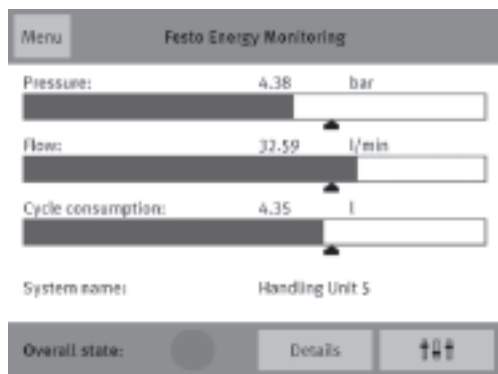 Menu Festo Energy Monitoring
Pressure: 4.38 bar
Flow: 32.59 l/min
Cycle consumption: 4.35 l
System name: Handling Unit 5
Overall state: Details